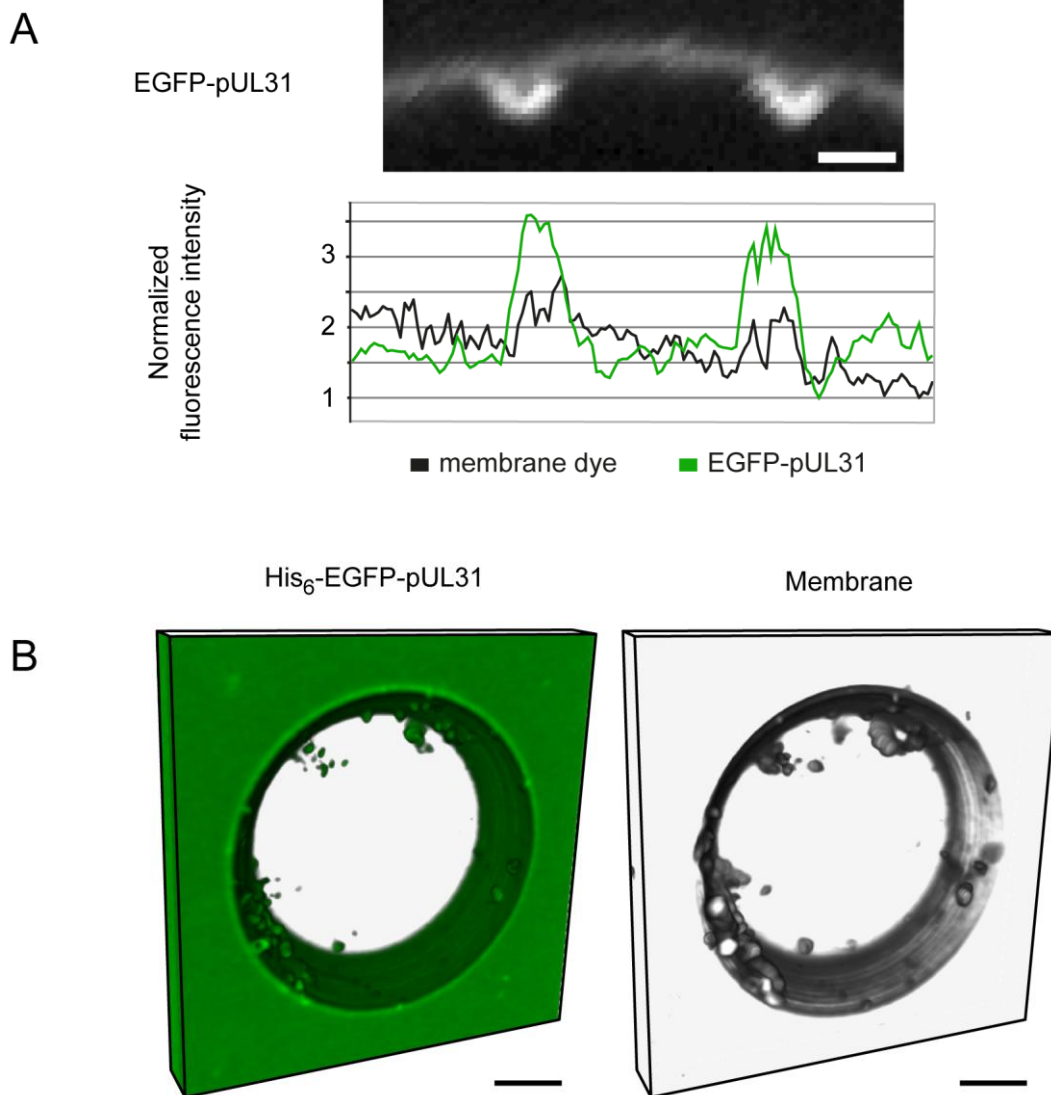 A
EGFP-pUL31
Normalized
fluorescence intensity
3
2
1
membrane dye
EGFP-pUL31
His6-EGFP-pUL31
Membrane
B